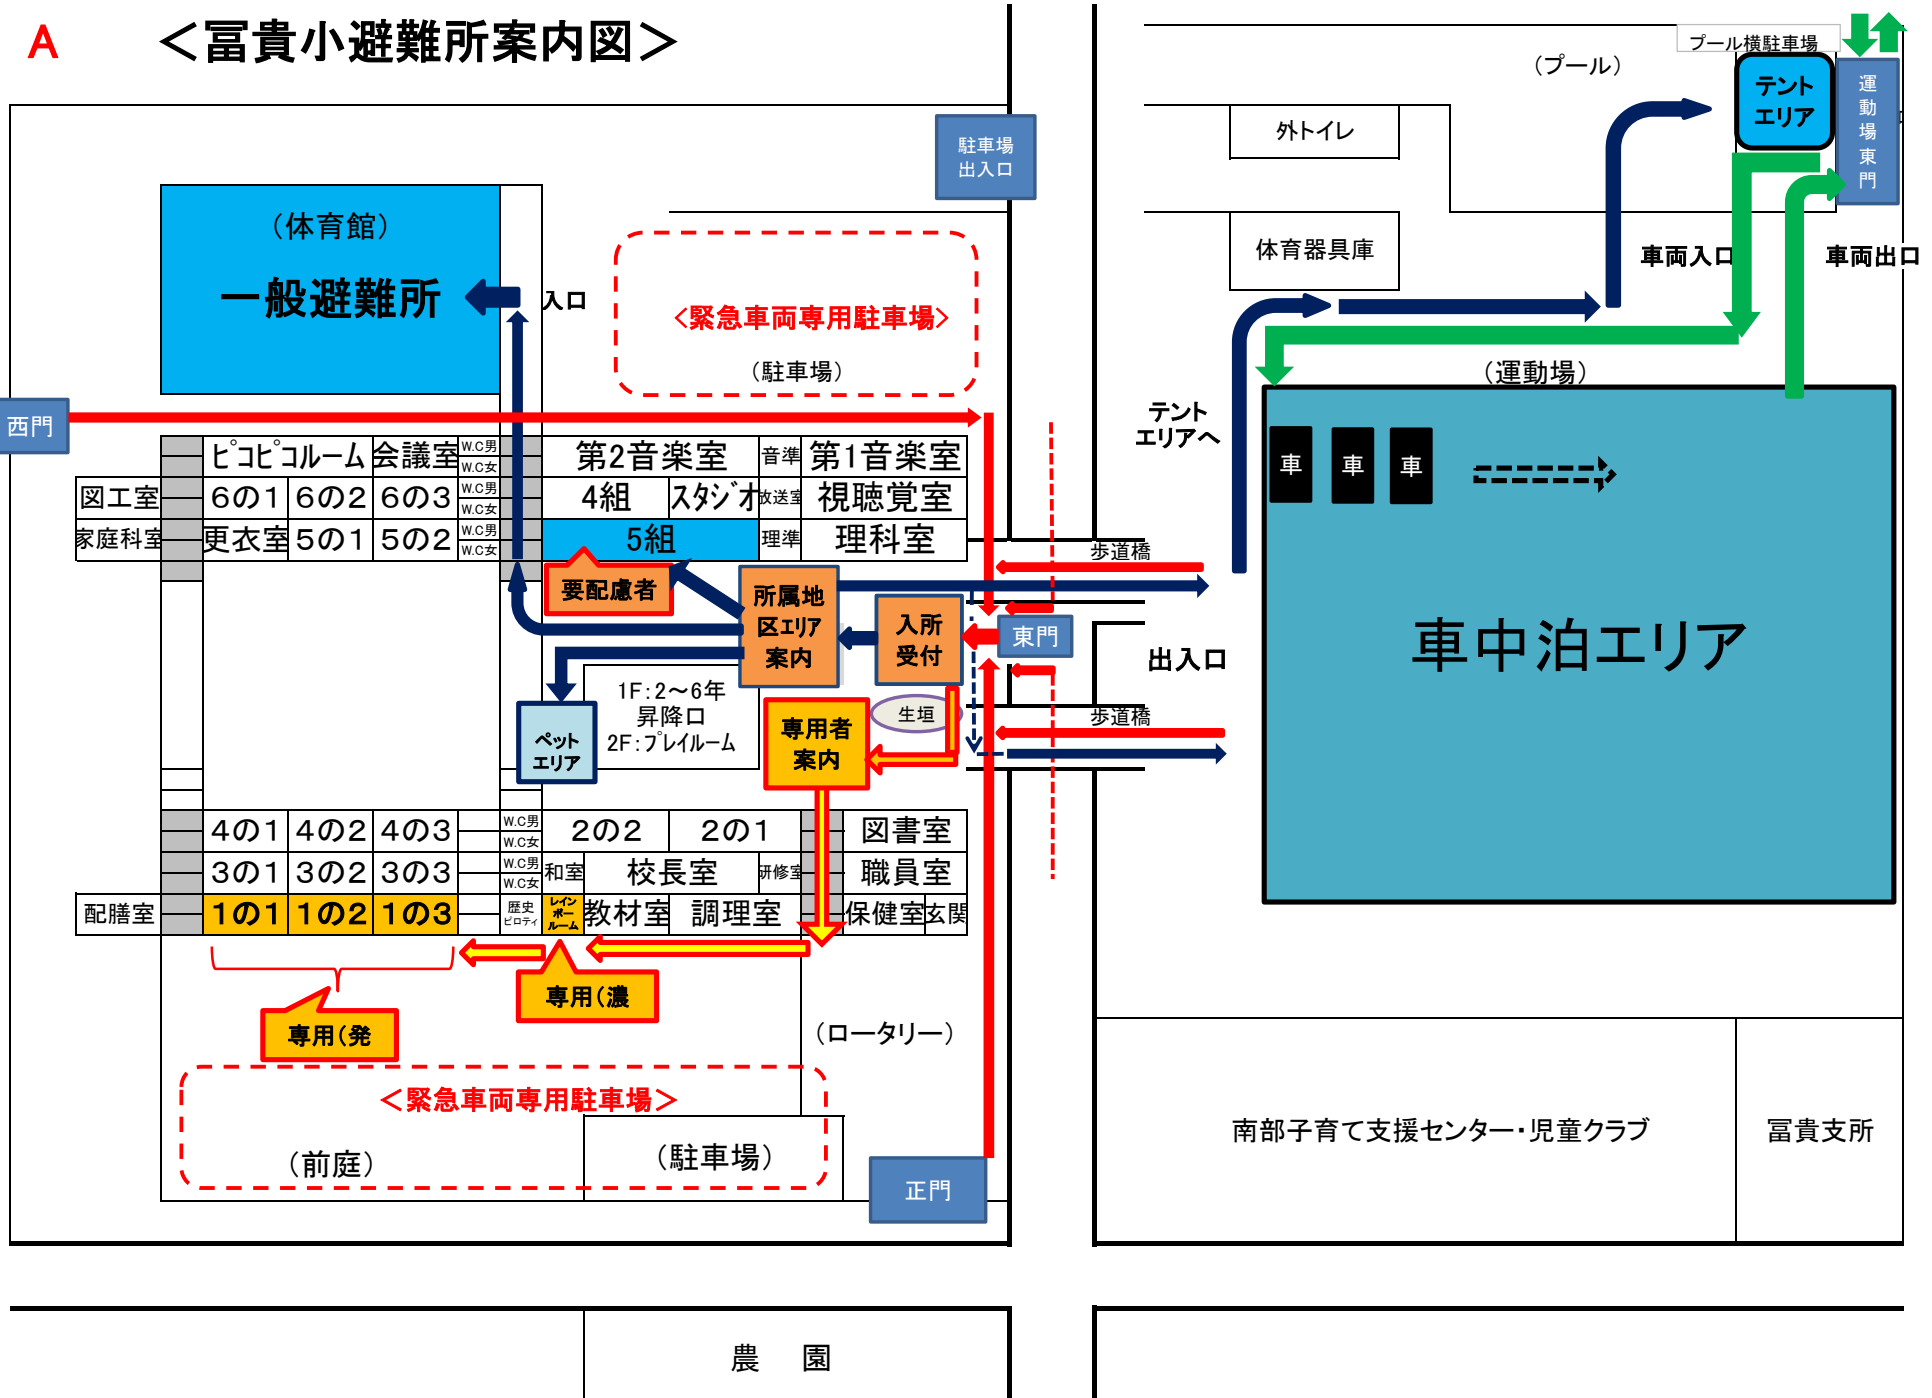 A
＜冨貴小避難所案内図＞
プール横駐車場
（プール）
テント
エリア
運動場東門
外トイレ
駐車場
出入口
（体育館）
一般避難所
入口
体育器具庫
車両入口
車両出口
<緊急車両専用駐車場>
（駐車場）
（運動場）
西門
テント
エリアへ
車 車 車
ピコピコルーム 会議室 W.C男 W.C女 第2音楽室 音準 第1音楽室
図工室 6の1 6の2 6の3 W.C男 W.C女 4組 スタジオ 放送室 視聴覚室
家庭科室 更衣室 5の1 5の2 W.C男 W.C女 5組 理準 理科室
歩道橋
要配慮者
所属地
区エリア
案内
入所
受付
東門
出入口
車中泊エリア
1F：2～6年
昇降口
2F：プレイルーム
生垣
歩道橋
専用者
案内
ペット
エリア
4の1 4の2 4の3 W.C男 W.C女 2の2 2の1 図書室
3の1 3の2 3の3 W.C男 W.C女 和室 校長室 研修室 職員室
配膳室 1の1 1の2 1の3 歴史 ピロティ レイン ボー ルーム 教材室 調理室 保健室 玄関
専用（濃
専用（発
（ロータリー）
＜緊急車両専用駐車場＞
（前庭）
（駐車場）
正門
南部子育て支援センター・児童クラブ
冨貴支所
農　園